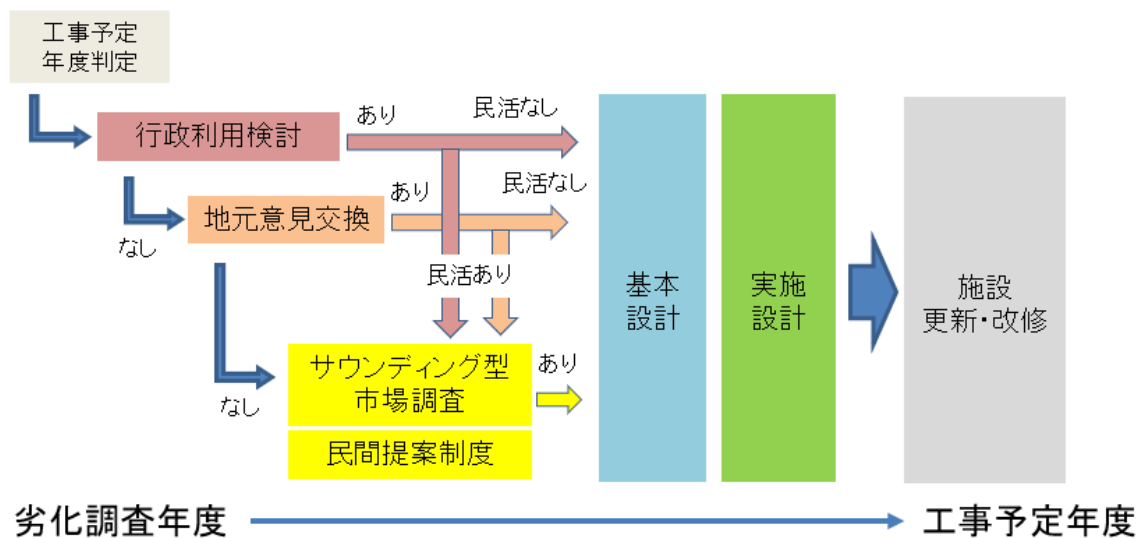 工事予定
年度判定
行政利用検討
あり
民活なし
なし
地元意見交換
あり
民活なし
民活あり
なし
サウンディング型
市場調査
あり
民間提案制度
基本
設計
実施
設計
施設
更新・改修
劣化調査年度
工事予定年度